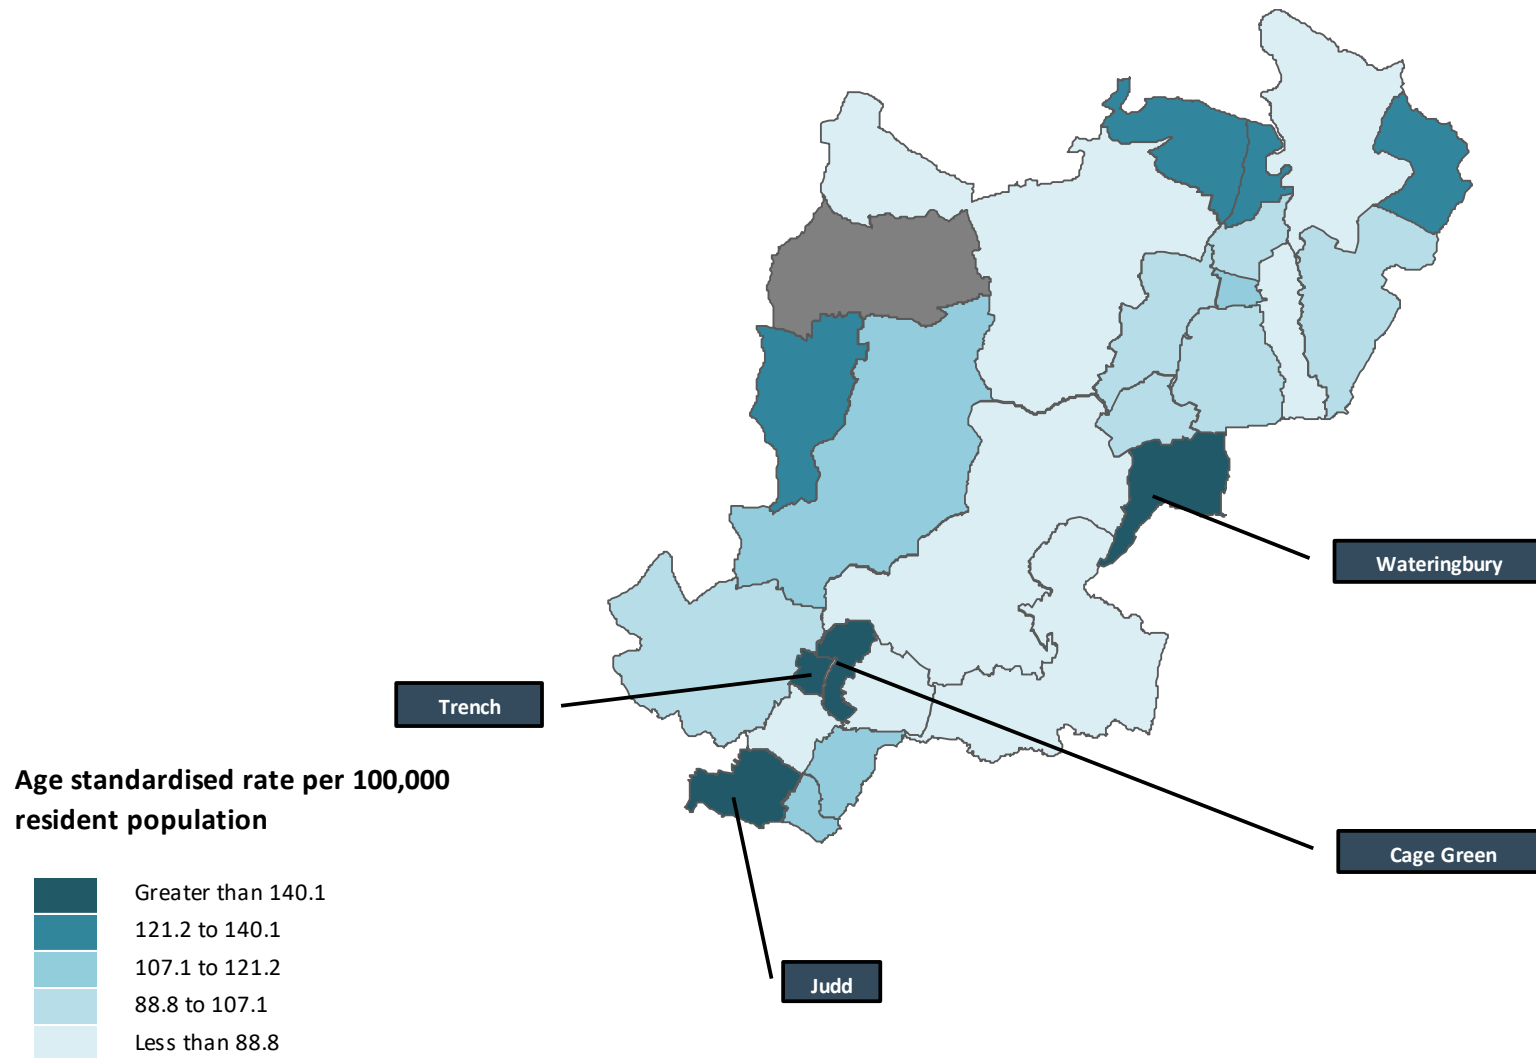 Wateringbury
Trench
Age standardised rate per 100,000
resident population
Cage Green
Greater than 140.1
121.2 to 140.1
107.1 to 121.2
88.8 to 107.1
Less than 88.8
Judd